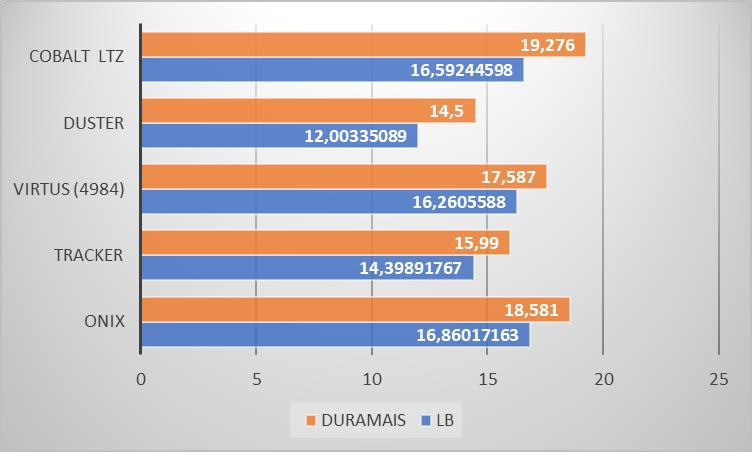 COBALT LTZ
19,276
16,59244598
DUSTER
14,5
12,00335089
VIRTUS (4984)
17,587
16,2605588
TRACKER
15,99
14,39891767
ONIX
18,581
16,86017163
0 5 10 15 20 25
DURAMAIS LB